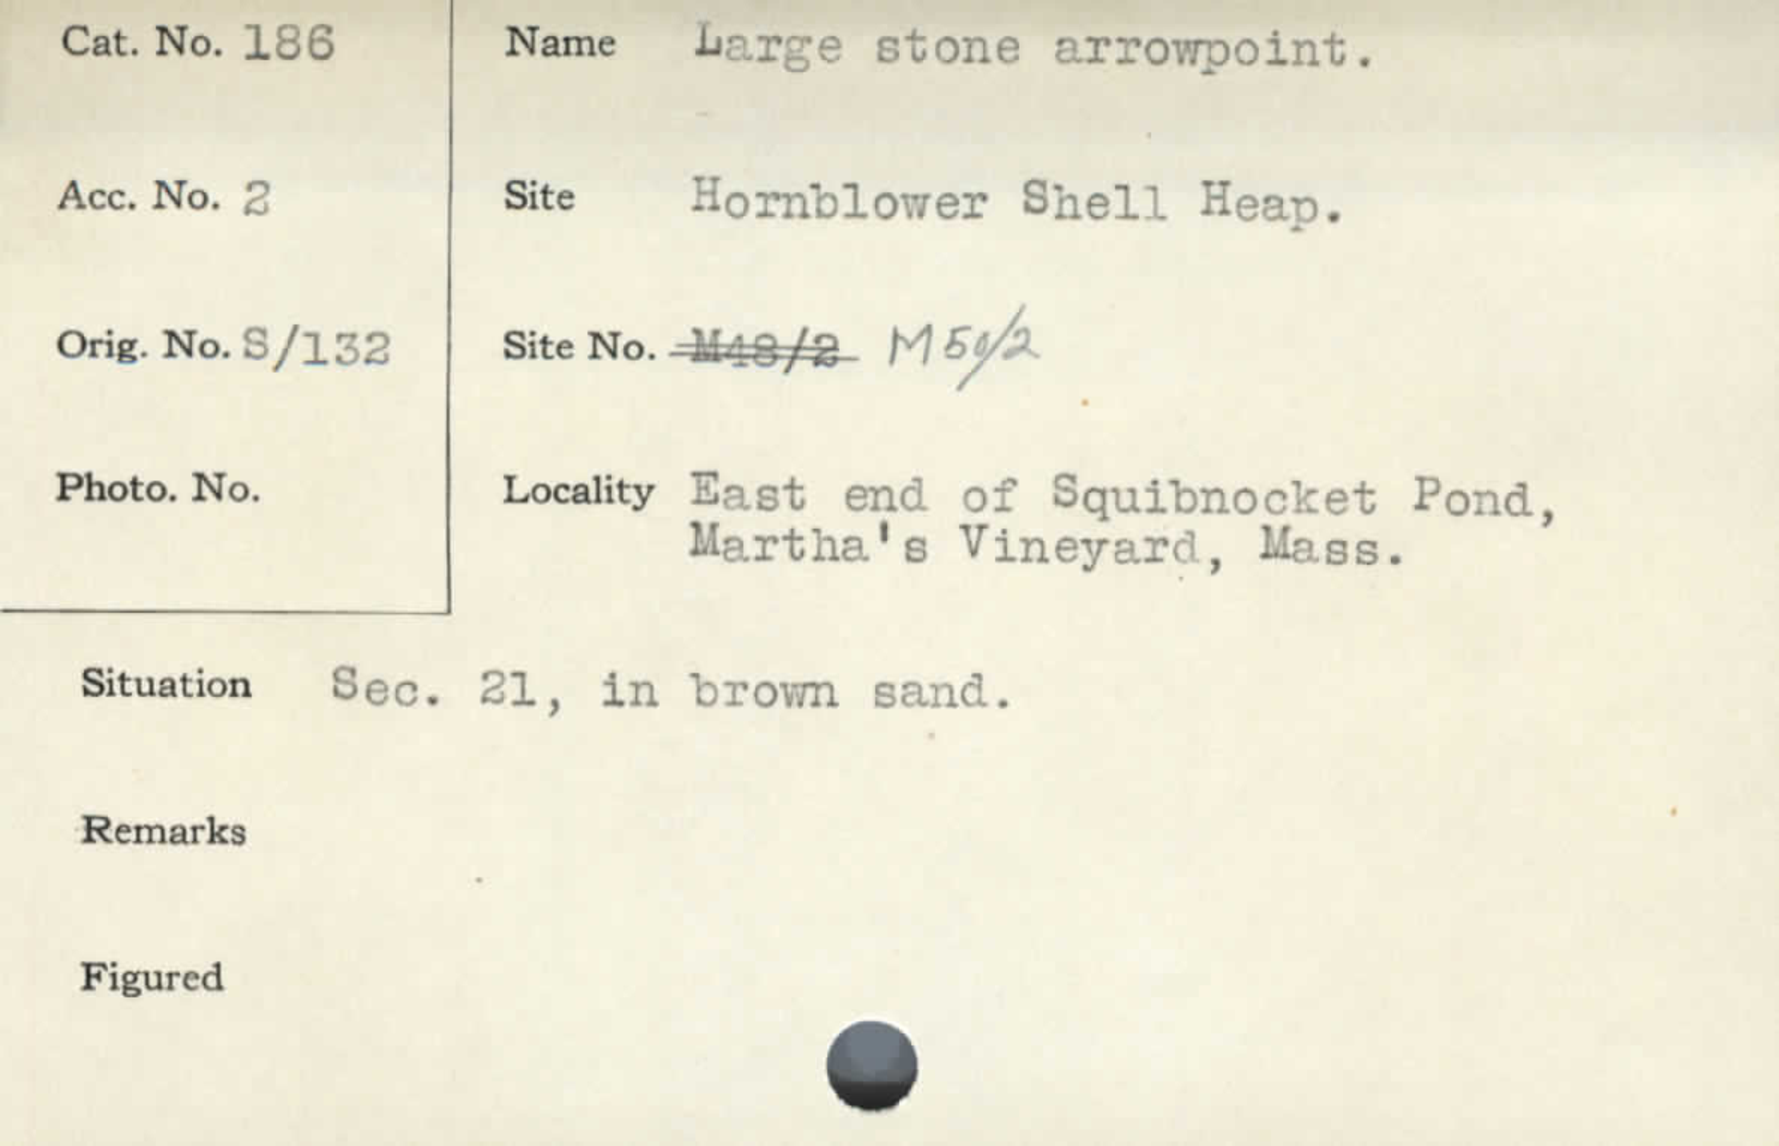 Cat. No. 186
Name Large stone arrowpoint.
Acc. No. 2
Site Hornblower Shell Heap.
Orig. No. S/132
Site No. M48/2 M50/2
Photo. No.
Locality East end of Squibnocket Pond,
Martha's Vineyard, Mass.
Situation Sec. 21, in brown sand.
Remarks
Figured